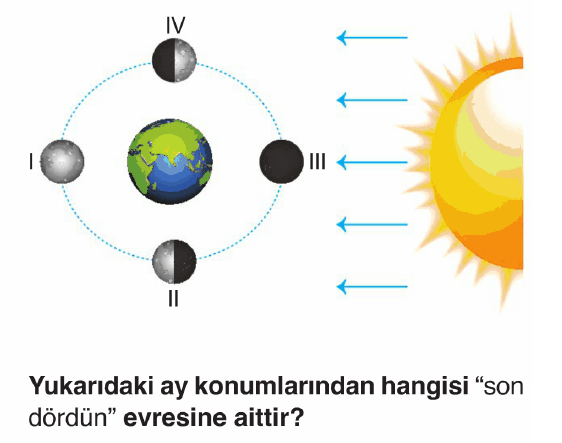 IV
I
III
II
Yukarıdaki ay konumlarından hangisi “son
dördün” evresine aittir?